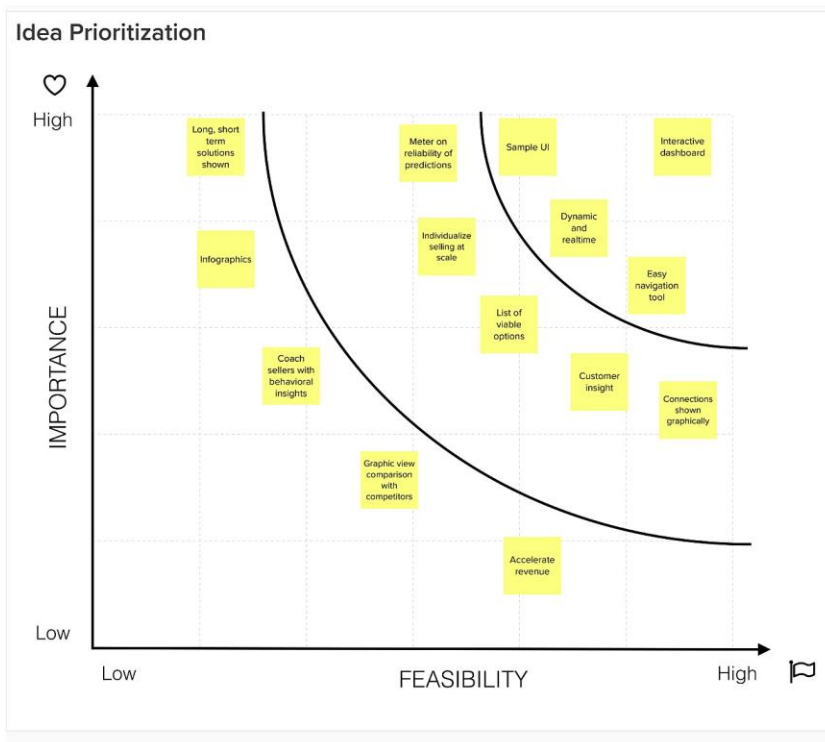 Idea Prioritization
High
Long, short
term
solutions
shown
Meter on
reliability of
predictions
Sample UI
Interactive
dashboard
Dynamic
and
realtime
Individualize
selling at
scale
Infographics
Easy
navigation
tool
List of
viable
options
IMPORTANCE
Coach
sellers with
behavioral
insights
Customer
insight
Connections
shown
graphically
Graphic view
comparison
with
competitors
Accelerate
revenue
Low
Low
FEASIBILITY
High